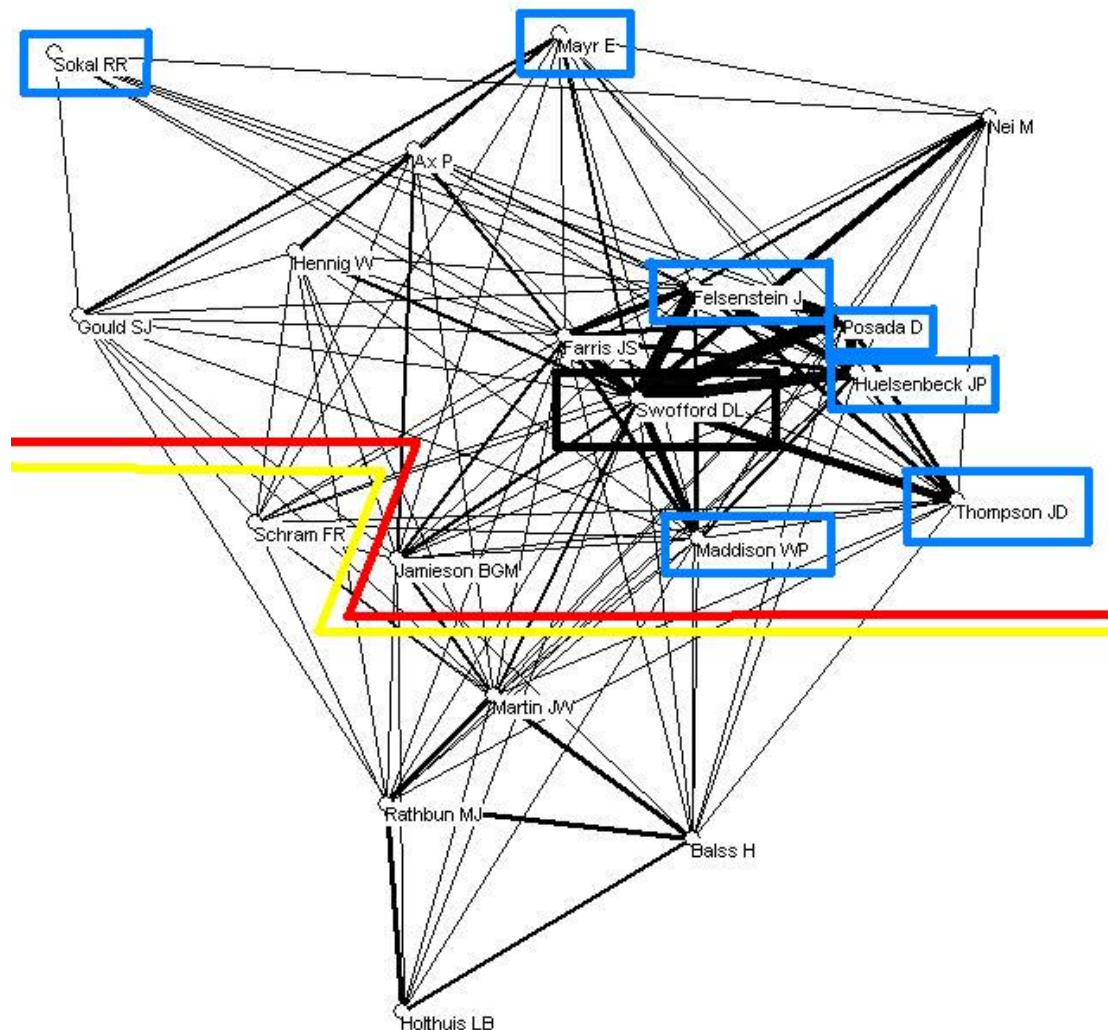 Mayr E
Sokal RR
Nei M
Ax P
Hennig W
Felsenstein J
Gould SJ
Posada D
Farris JS
Huelsenbeck JP
Swofford DL
Thompson JD
Schram FR
Maddison WP
Jamieson BGM
Martin JW
Rathbun MJ
Balss H
Holthuis LB